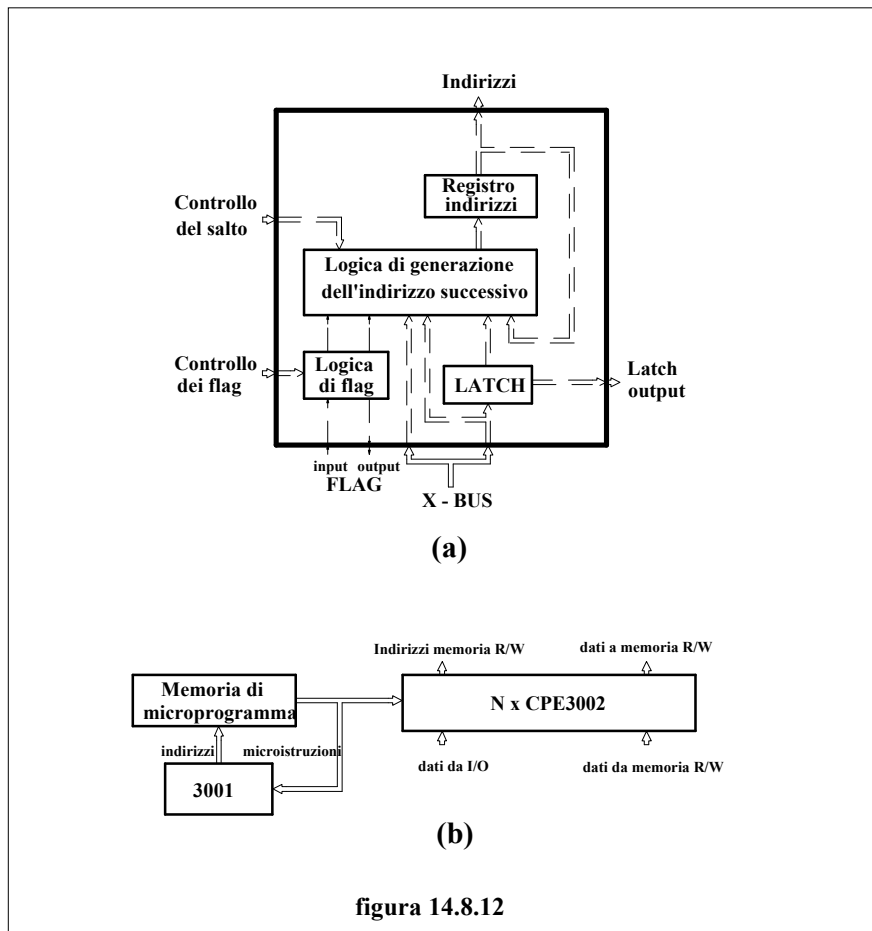 Indirizzi
Registro
indirizzi
Controllo
del salto
Logica di generazione
dell'indirizzo successivo
Controllo
dei flag
Logica
di flag
LATCH
Latch
output
input output
FLAG
X - BUS
(a)
Indirizzi memoria R/W
dati a memoria R/W
Memoria di
microprogramma
N x CPE3002
indirizzi
microistruzioni
3001
dati da I/O
dati da memoria R/W
(b)
figura 14.8.12